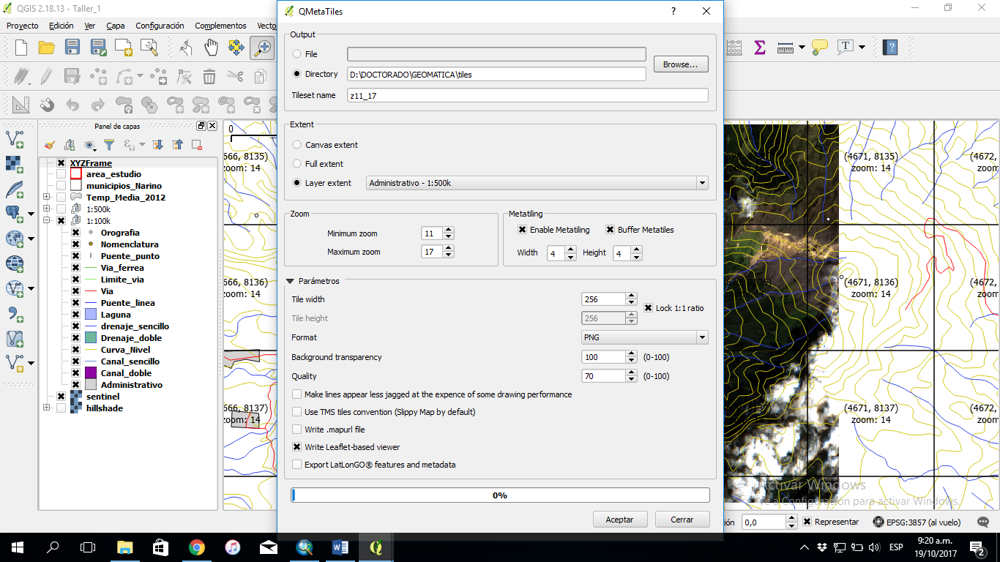 QGIS 2.18.13 - Taller_1
Proyecto Edición Ver Capa Configuración Complementos Vecto
QMetaTiles
?
Output
File
Directory D:\DOCTORADO\GEOMATICA\tiles
Browse...
Tileset name z11_17
Extent
Canvas extent
Full extent
Layer extent Administrativo - 1:500k
Zoom
Minimum zoom 11
Maximum zoom 17
Metatiling
Enable Metatiling Buffer Metatiles
Width 4 Height 4
Parámetros
Tile width 256
Lock 1:1 ratio
Tile height 256
Format PNG
Background transparency 100 (0-100)
Quality 70 (0-100)
Make lines appear less jagged at the expence of some drawing performance
Use TMS tiles convention (Slippy Map by default)
Write .mapurl file
Write Leaflet-based viewer
Export LatLonGO® features and metadata
0%
Aceptar Cerrar
Panel de capas
XYZFrame
area_estudio
municipios_Narino
Temp_Media_2012
1:500k
1:100k
Orografia
Nomenclatura
Puente_punto
Via_ferrea
Limite_via
Via
Puente_linea
Laguna
drenaje_sencillo
Drenaje_doble
Curva_Nivel
Canal_sencillo
Canal_doble
Administrativo
sentinel
hillshade
0
666, 8135)
zoom: 14
666, 8136)
zoom: 14
666, 8137)
zoom: 14
(4671, 8135)
zoom: 14
(4672,
zoom
(4671, 8136)
zoom: 14
(4672,
zoom
(4671, 8137)
zoom: 14
(4672,
zoom
Activar Windows
Ve a Configuración para activar Windows.
ión 0,0 Representar EPSG:3857 (al vuelo)
ESP
9:20 a.m.
19/10/2017
2